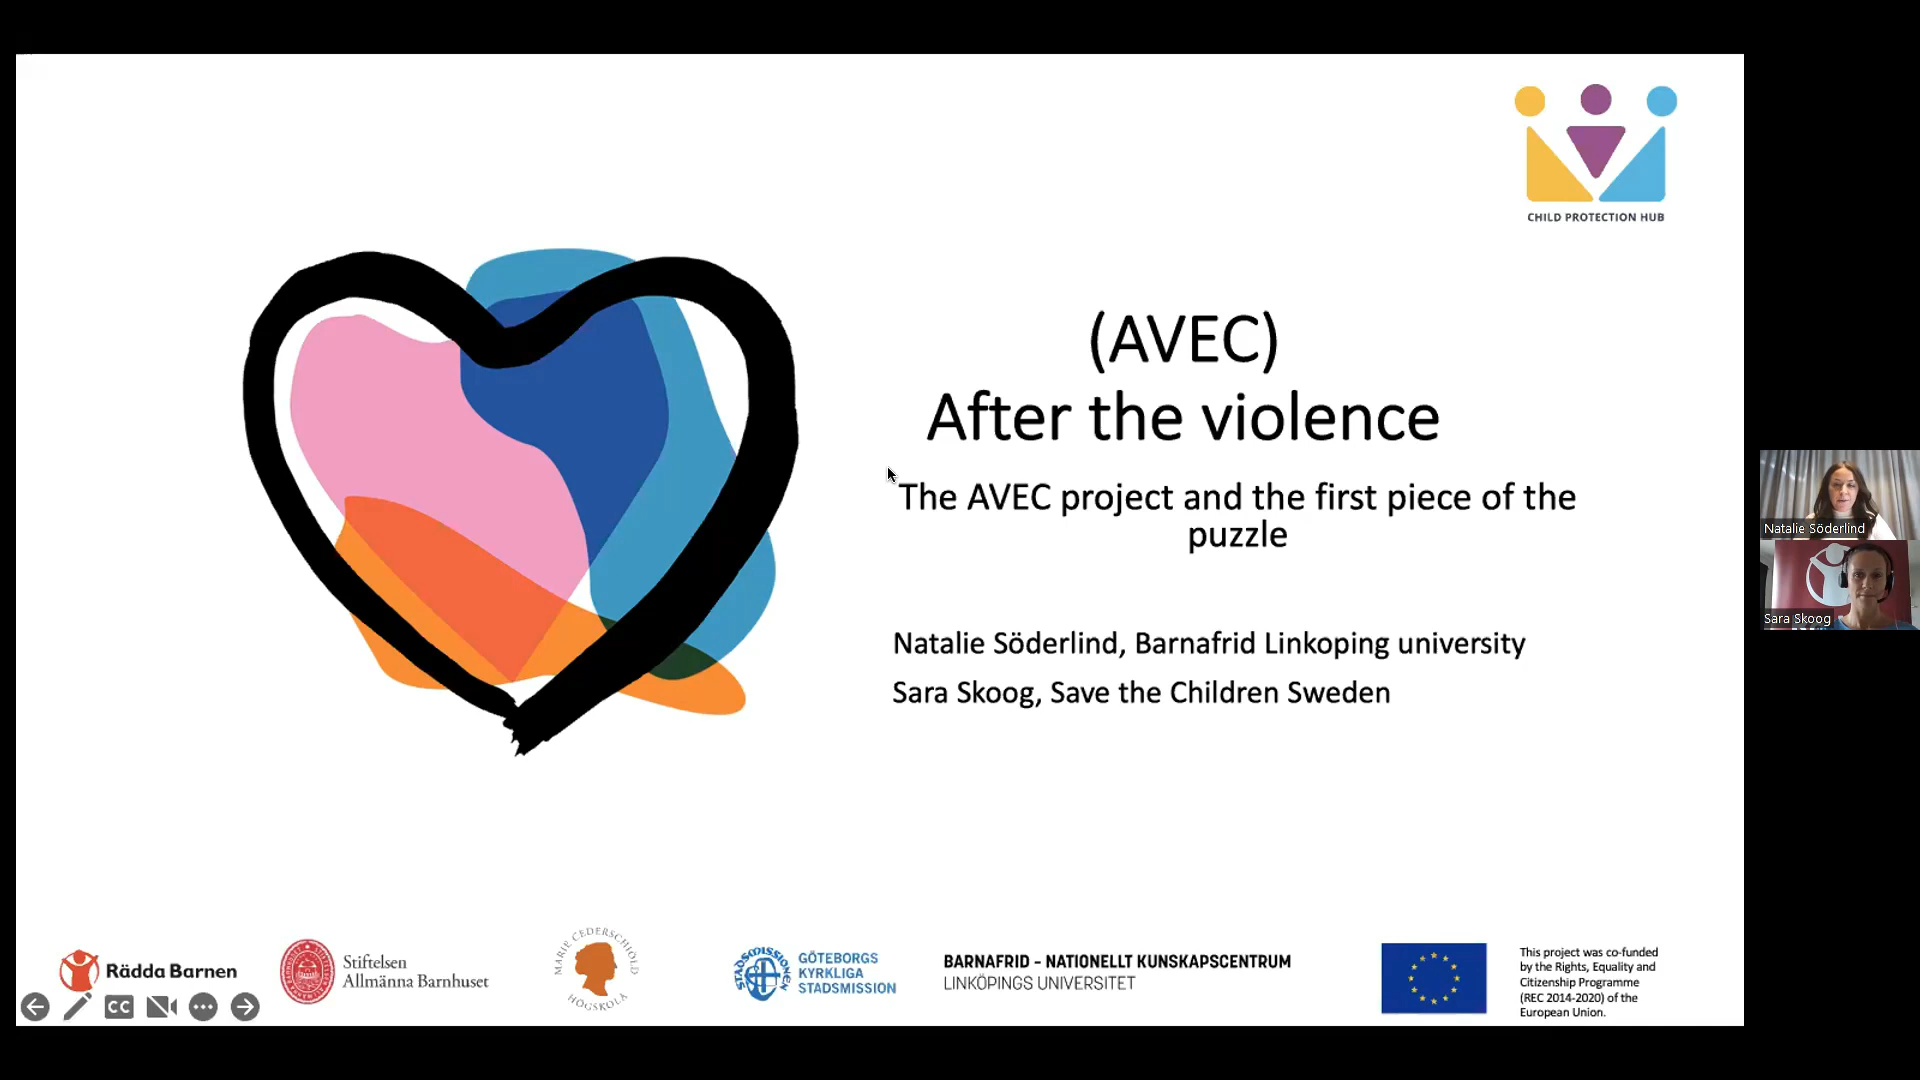 CHILD PROTECTION HUB
(AVEC)
After the violence
The AVEC project and the first piece of the
puzzle
Natalie Söderlind, Barnafrid Linkoping university
Sara Skoog, Save the Children Sweden
Natalie Söderlind
Sara Skoog
Rädda Barnen
Stiftelsen
Allmänna Barnhuset
MARIE CEDERSCHIÖLD
HÖGSKOLA
STADSMISSIONEN
GÖTEBORGS
KYRKLIGA
STADSMISSION
BARNAFRID - NATIONELLT KUNSKAPSCENTRUM
LINKÖPINGS UNIVERSITET
This project was co-funded
by the Rights, Equality and
Citizenship Programme
(REC 2014-2020) of the
European Union.
CC